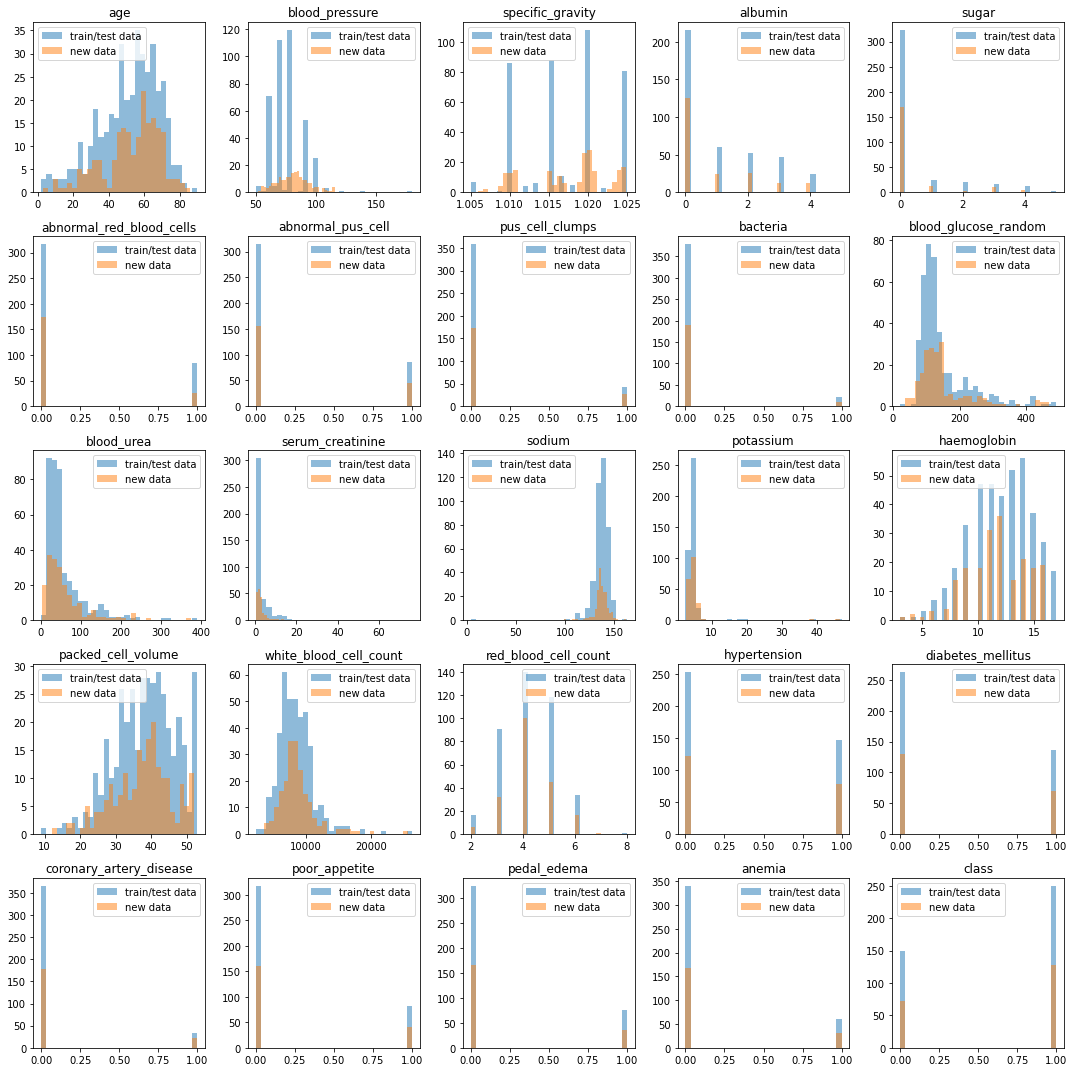 age
train/test data
new data
35
30
25
20
15
10
5
0
0 20 40 60 80
blood_pressure
train/test data
new data
120
100
80
60
40
20
0
50 100 150
specific_gravity
train/test data
new data
100
80
60
40
20
0
1.005 1.010 1.015 1.020 1.025
albumin
train/test data
new data
200
150
100
50
0
0 2 4
sugar
train/test data
new data
300
250
200
150
100
50
0
0 2 4
abnormal_red_blood_cells
train/test data
new data
300
250
200
150
100
50
0
0.00 0.25 0.50 0.75 1.00
abnormal_pus_cell
train/test data
new data
300
250
200
150
100
50
0
0.00 0.25 0.50 0.75 1.00
pus_cell_clumps
train/test data
new data
350
300
250
200
150
100
50
0
0.00 0.25 0.50 0.75 1.00
bacteria
train/test data
new data
350
300
250
200
150
100
50
0
0.00 0.25 0.50 0.75 1.00
blood_glucose_random
train/test data
new data
80
60
40
20
0
0 200 400
blood_urea
train/test data
new data
80
60
40
20
0
0 100 200 300 400
serum_creatinine
train/test data
new data
300
250
200
150
100
50
0
0 20 40 60
sodium
train/test data
new data
140
120
100
80
60
40
20
0
0 50 100 150
potassium
train/test data
new data
250
200
150
100
50
0
10 20 30 40
haemoglobin
train/test data
new data
50
40
30
20
10
0
5 10 15
packed_cell_volume
train/test data
new data
30
25
20
15
10
5
0
10 20 30 40 50
white_blood_cell_count
train/test data
new data
60
50
40
30
20
10
0
10000 20000
red_blood_cell_count
train/test data
new data
140
120
100
80
60
40
20
0
2 4 6 8
hypertension
train/test data
new data
250
200
150
100
50
0
0.00 0.25 0.50 0.75 1.00
diabetes_mellitus
train/test data
new data
250
200
150
100
50
0
0.00 0.25 0.50 0.75 1.00
coronary_artery_disease
train/test data
new data
350
300
250
200
150
100
50
0
0.00 0.25 0.50 0.75 1.00
poor_appetite
train/test data
new data
300
250
200
150
100
50
0
0.00 0.25 0.50 0.75 1.00
pedal_edema
train/test data
new data
300
250
200
150
100
50
0
0.00 0.25 0.50 0.75 1.00
anemia
train/test data
new data
350
300
250
200
150
100
50
0
0.00 0.25 0.50 0.75 1.00
class
train/test data
new data
250
200
150
100
50
0
0.00 0.25 0.50 0.75 1.00